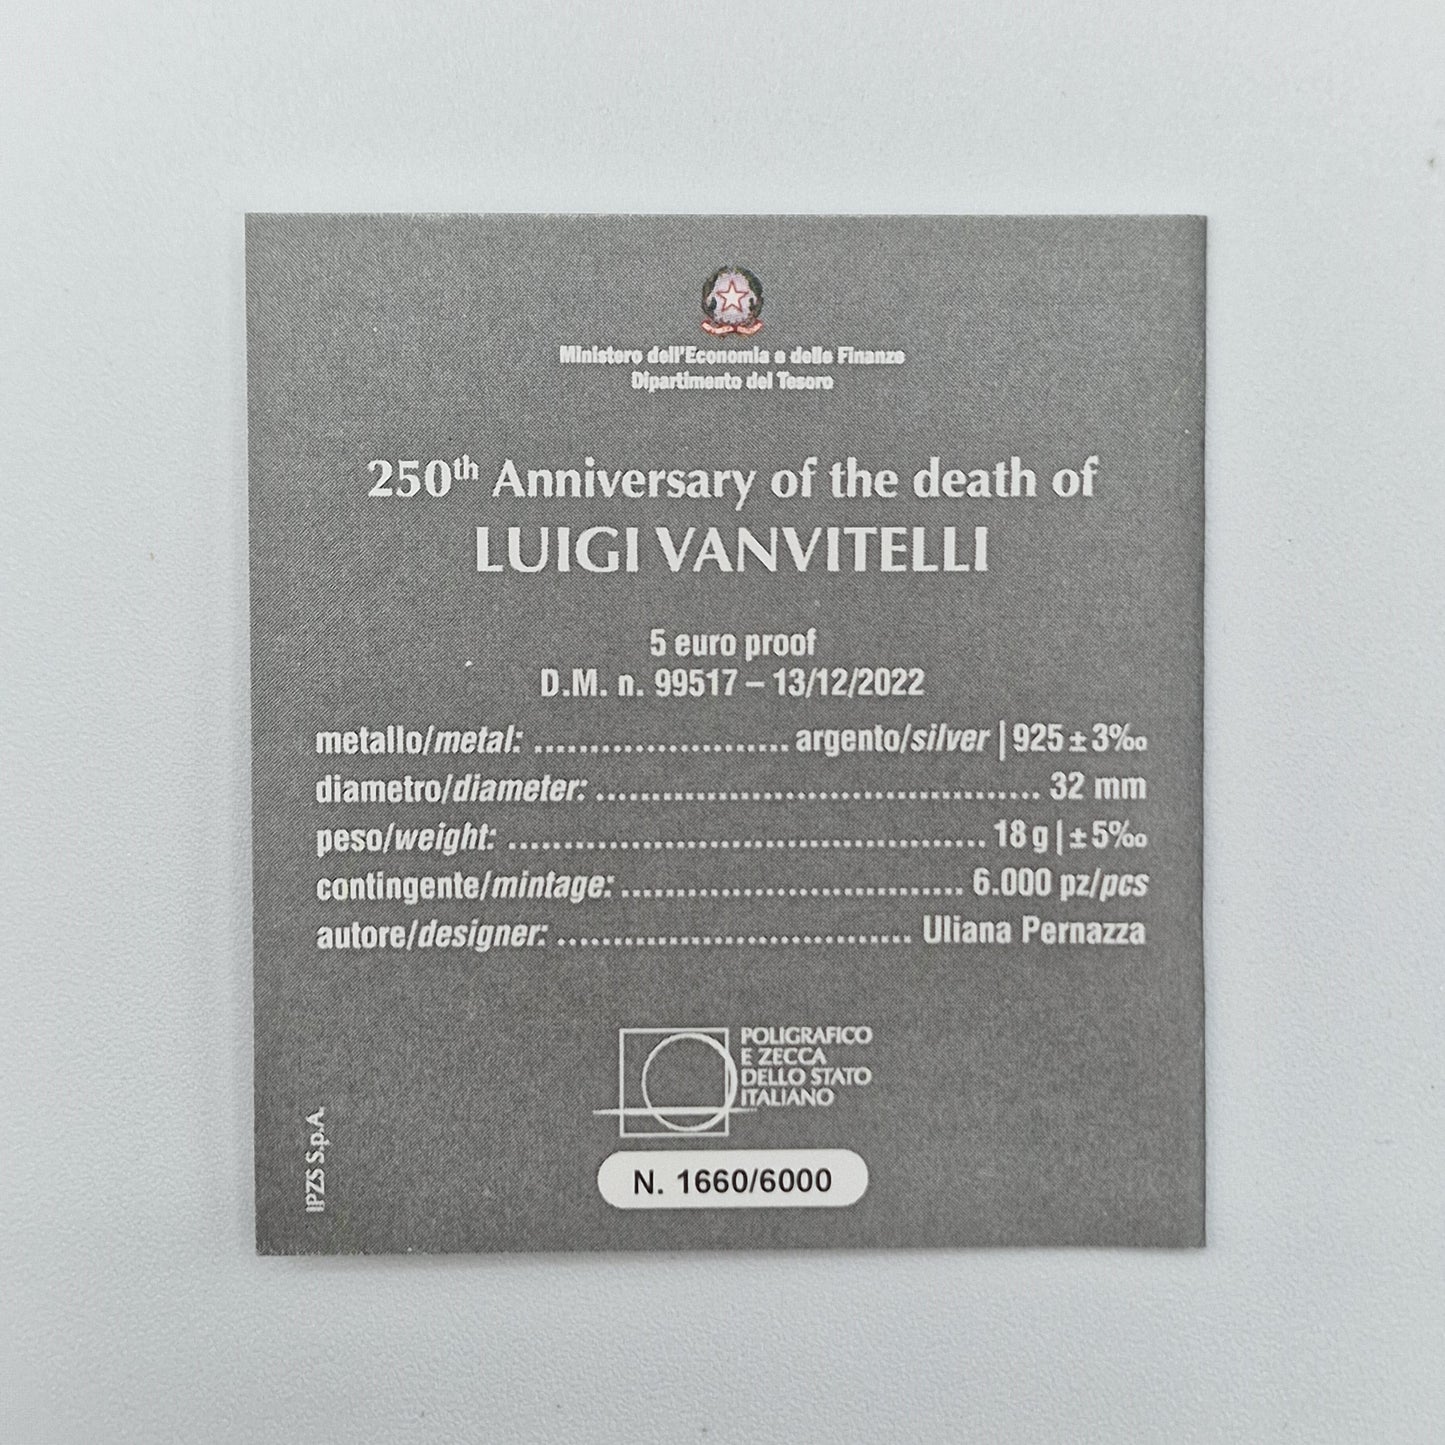 Ministero dell'Economia e delle Finanze
Dipartimento del Tesoro
250th Anniversary of the death of
LUIGI VANVITELLI
5 euro proof
D.M. n. 99517 – 13/12/2022
metallo/metal: ....................... argento/silver | 925 ± 3‰
diametro/diameter: ........................................ 32 mm
peso/weight: ........................................... 18 g | ± 5‰
contingente/mintage: ............................... 6.000 pz/pcs
autore/designer: ................................ Uliana Pernazza
POLIGRAFICO
E ZECCA
DELLO STATO
ITALIANO
N. 1660/6000
IPZS S.p.A.